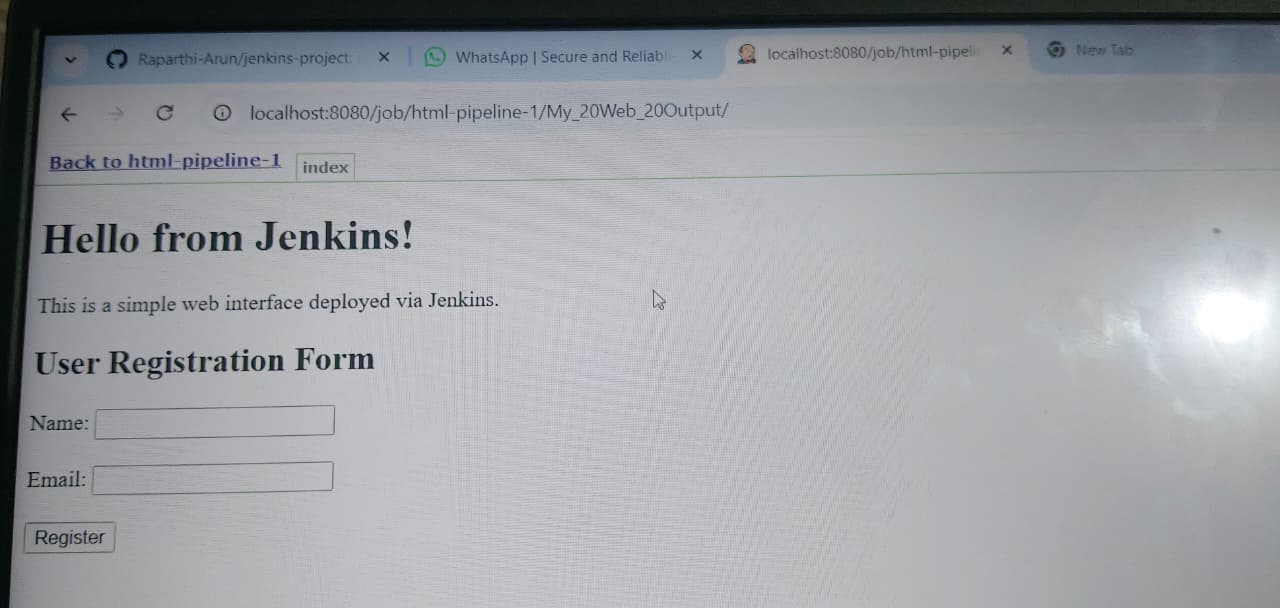 Raparthi-Arun/jenkins-project:
WhatsApp | Secure and Reliabl
localhost:8080/job/html-pipeli
New Tab
localhost:8080/job/html-pipeline-1/My_20Web_20Output/
Back to html-pipeline-1
index
Hello from Jenkins!
This is a simple web interface deployed via Jenkins.
User Registration Form
Name:
Email:
Register